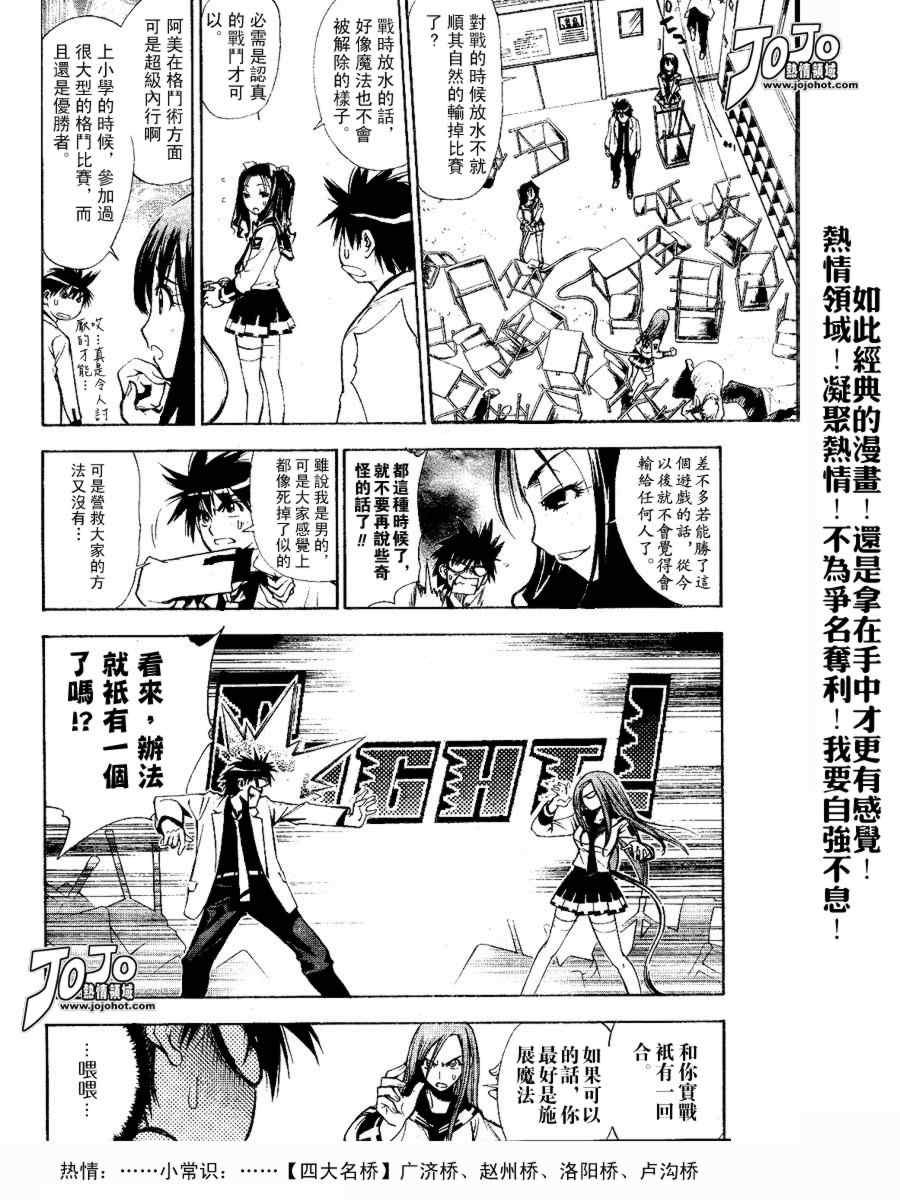 對戰的時候放水不就
順其自然的輸掉比賽
了?
戰時放水的話,
好像魔法也不會
被解除的樣子。
必需是認真
的戰鬥才可
以。
阿美在格鬥術方面
可是超級內行啊
上小學的時候,參加過
很大型的格鬥比賽,而
且還是優勝者。
哎…真是令人討
厭的才能…
差不多若能勝了這
個遊戲的話,從今
以後就不會覺得會
輸給任何人了。
都這種時候了,
就不要再說些奇
怪的話了!!
雖說我是男的,
可是大家感覺上
都像死掉了似的
可是營救大家的方
法又沒有…
看來,辦法
就祇有一個
了嗎!?
GHT!
和你實戰
祇有一回
合。
如果可以
的話,你
最好是施
展魔法
…喂喂…
如此經典的漫畫!還是拿在手中才更有感覺!
熱情領域!凝聚熱情!不為爭名奪利!我要自強不息!
JOJO
熱情領域
www.jojohot.com
JOJO
熱情領域
www.jojohot.com
热情:……小常识:……【四大名桥】广济桥、赵州桥、洛阳桥、卢沟桥